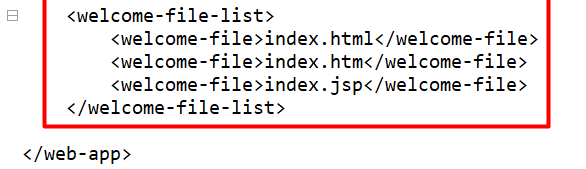 <welcome-file-list>
<welcome-file>index.html</welcome-file>
<welcome-file>index.htm</welcome-file>
<welcome-file>index.jsp</welcome-file>
</welcome-file-list>
</web-app>